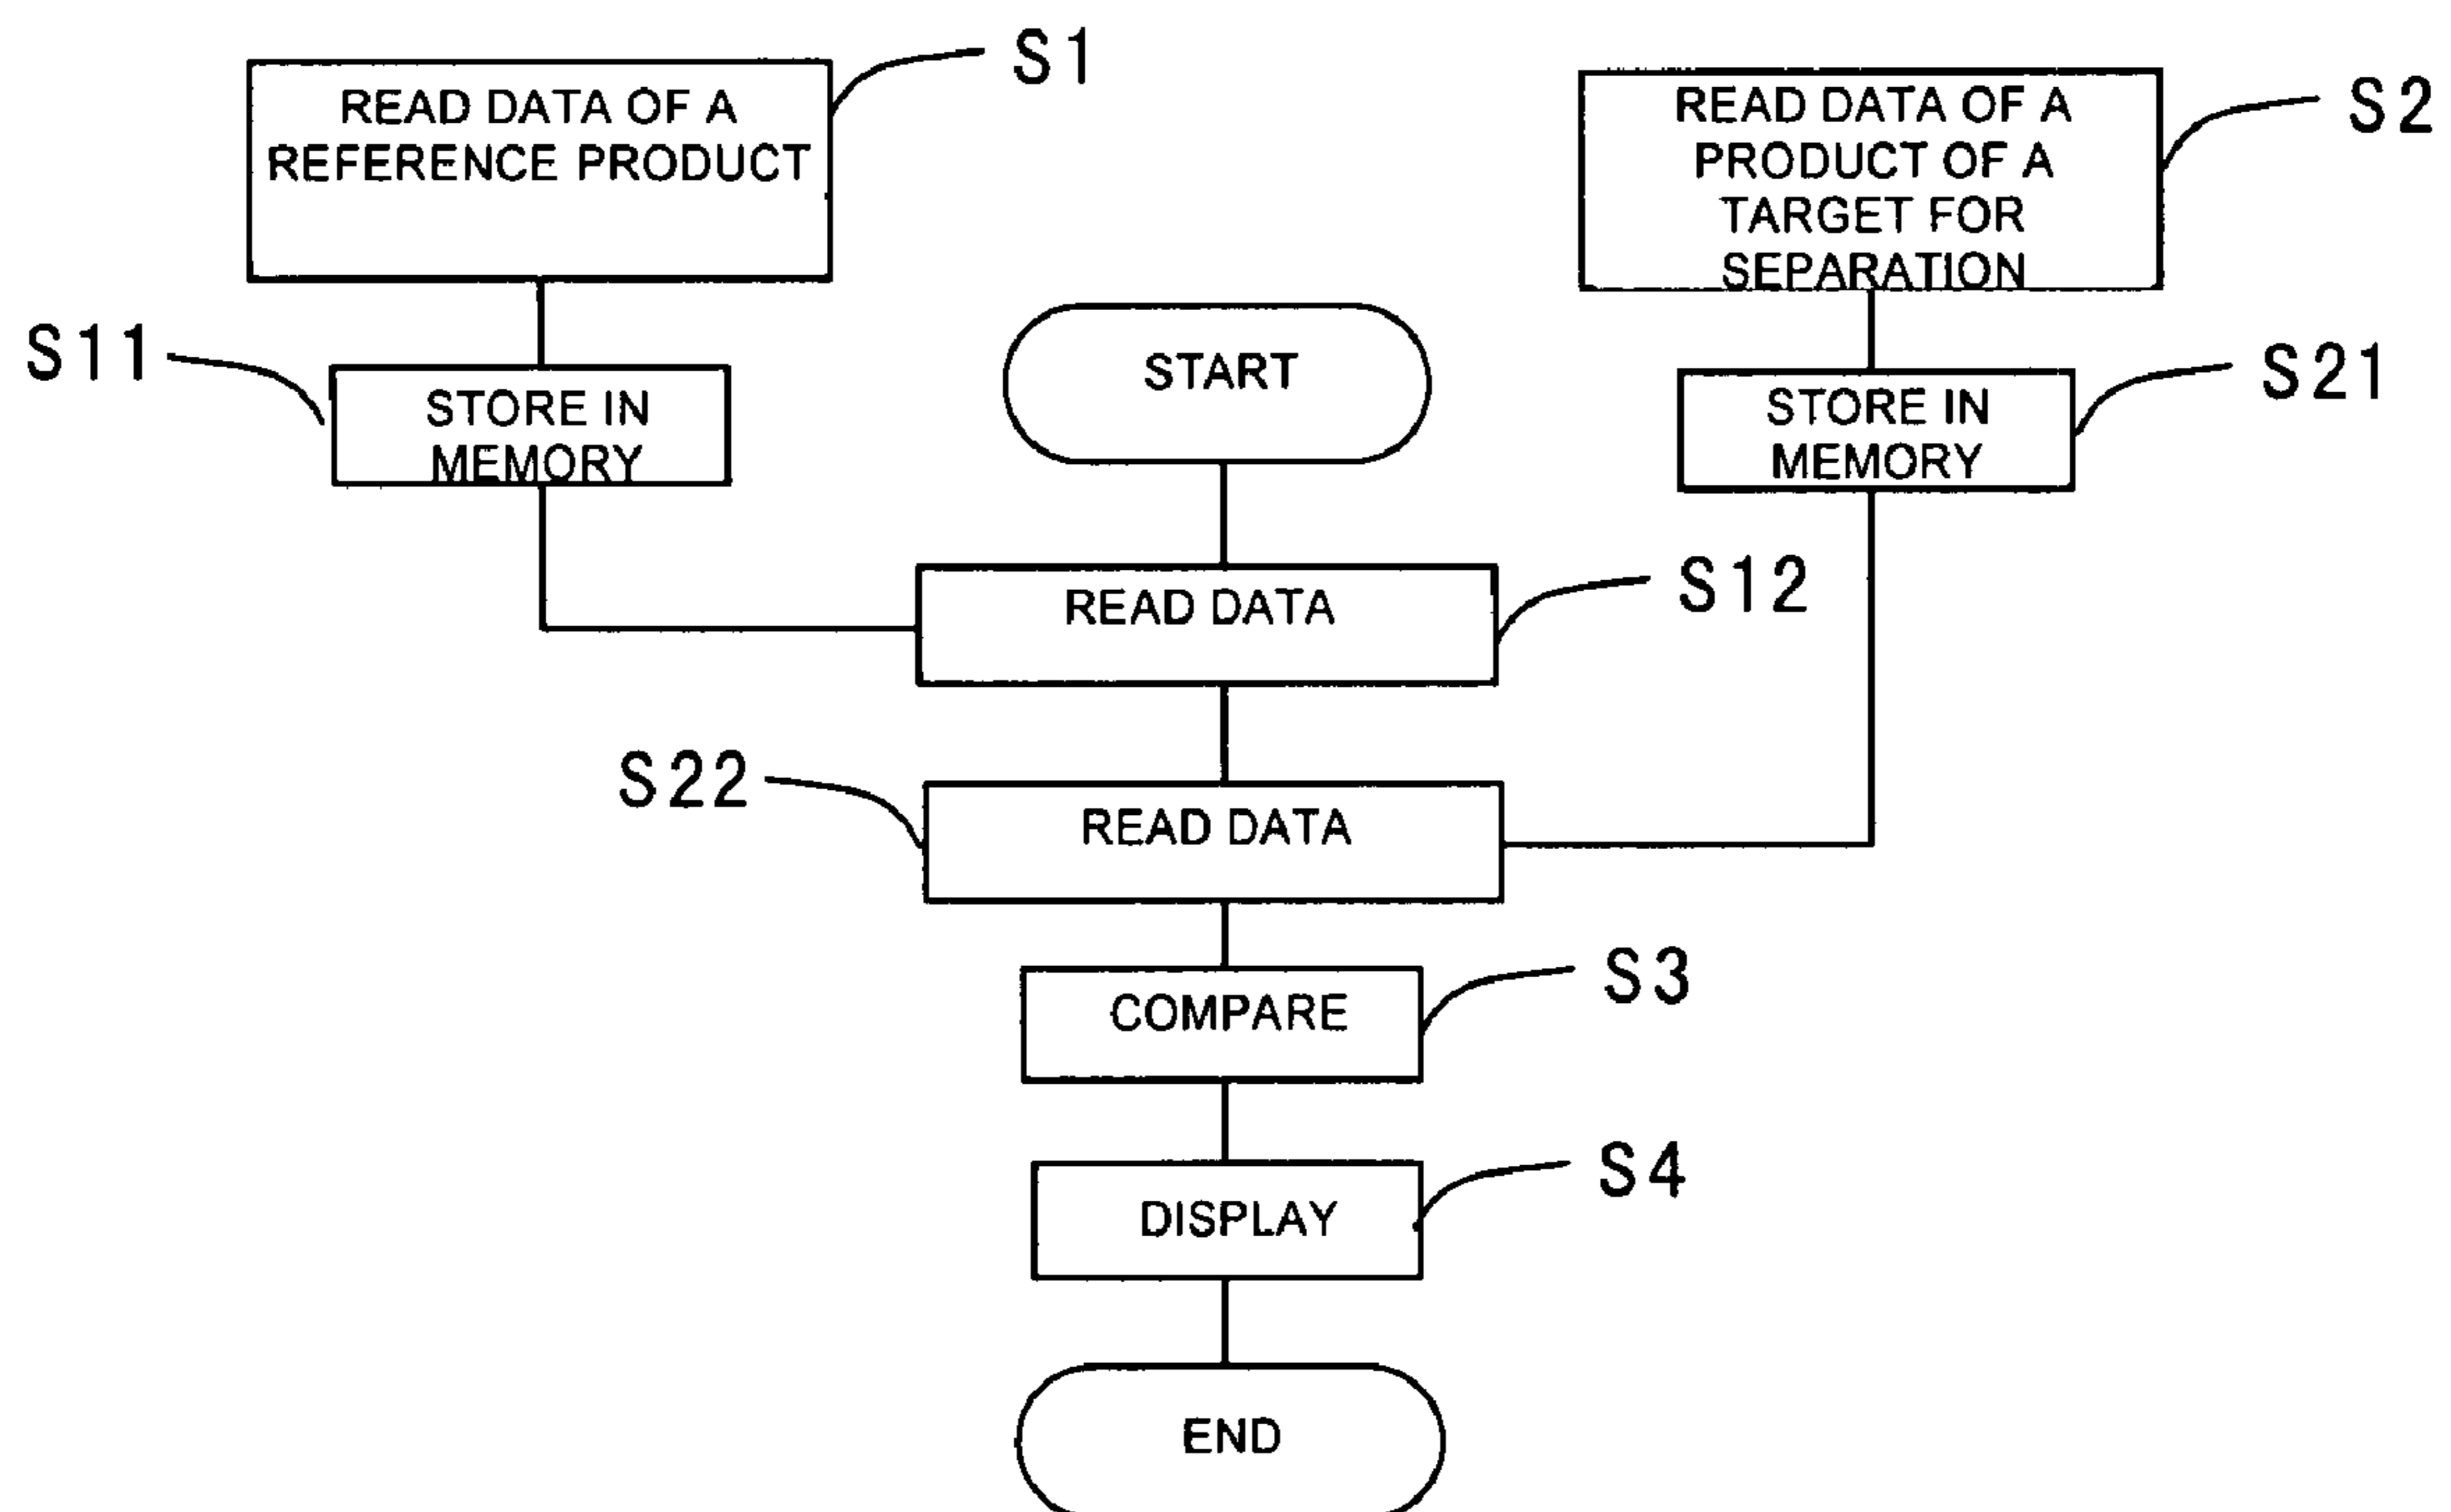 S1
READ DATA OF A
REFERENCE PRODUCT
READ DATA OF A
PRODUCT OF A
TARGET FOR
SEPARATION
S2
S11
STORE IN
MEMORY
START
STORE IN
MEMORY
S21
READ DATA
S12
S22
READ DATA
COMPARE
S3
DISPLAY
S4
END